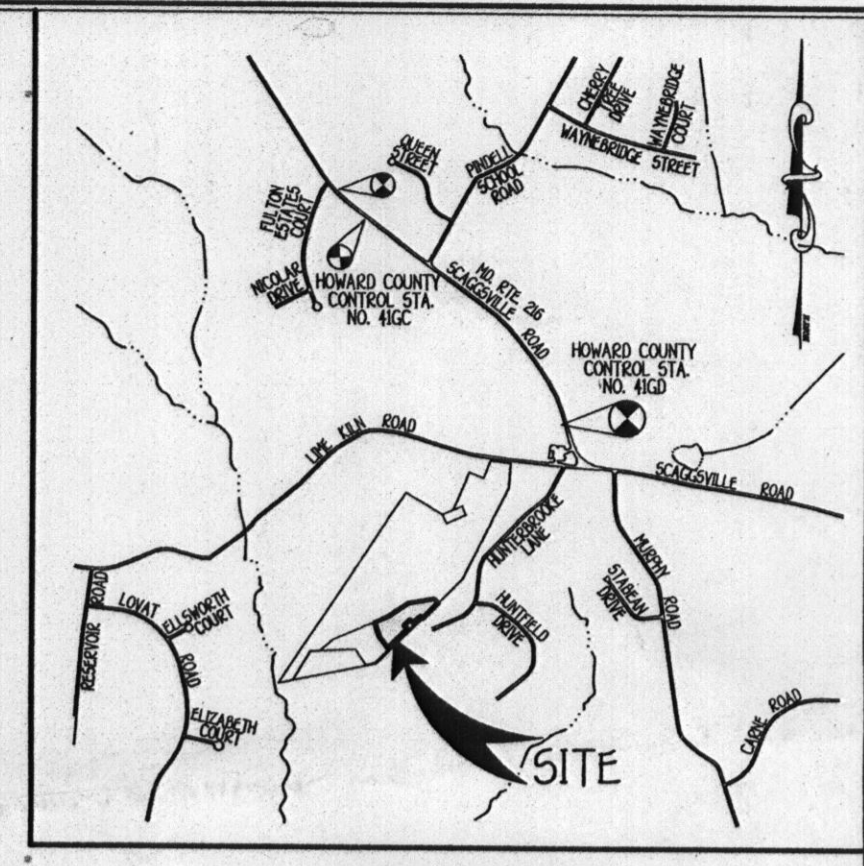 CHERRY
TREE
DRIVE
WAYNEBRIDGE
COURT
WAYNEBRIDGE STREET
QUEEN
STREET
PINDELL
SCHOOL
ROAD
FULTON
ESTATES
COURT
NICOLAR
DRIVE
HOWARD COUNTY
CONTROL STA.
NO. 41GC
MD. RTE. 216
SCAGGSVILLE ROAD
HOWARD COUNTY
CONTROL STA.
NO. 41GD
LIME KILN ROAD
SCAGGSVILLE ROAD
HUNTERBROOKE
LANE
MURPHY
ROAD
STABEAN
DRIVE
HUNTFIELD
DRIVE
RESERVOIR ROAD
LOVAT ROAD
ELLSWORTH
COURT
ELIZABETH
COURT
CARNE ROAD
SITE